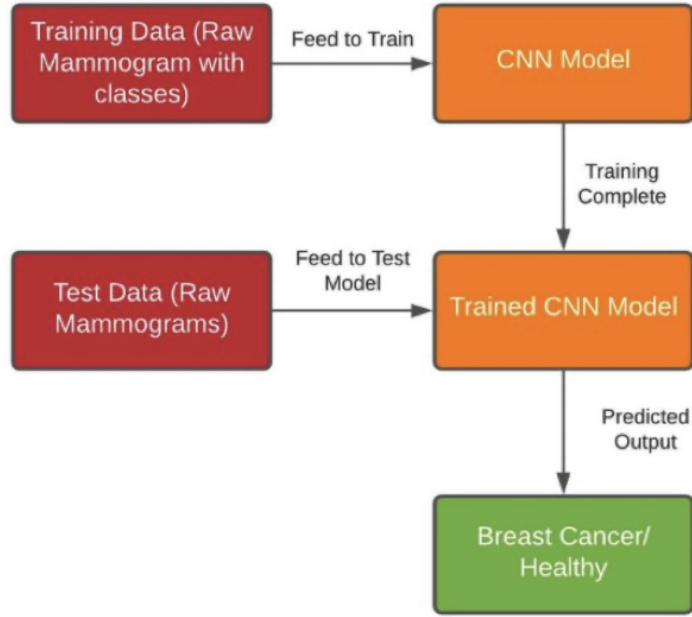 Training Data (Raw
Mammogram with
classes)
Feed to Train
CNN Model
Training
Complete
Test Data (Raw
Mammograms)
Feed to Test
Model
Trained CNN Model
Predicted
Output
Breast Cancer/
Healthy